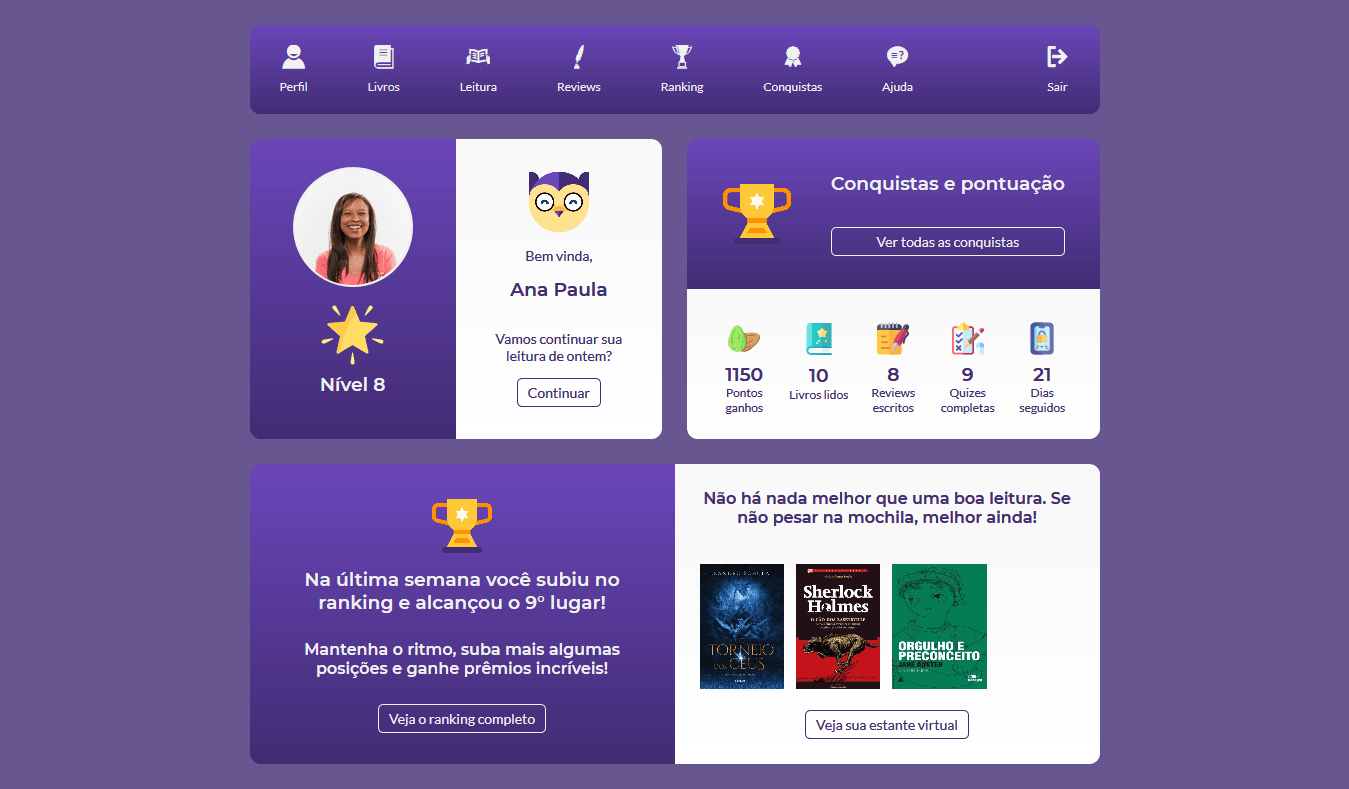 Perfil
Livros
Leitura
Reviews
Ranking
Conquistas
Ajuda
Sair
Nível 8
Bem vinda,
Ana Paula
Vamos continuar sua
leitura de ontem?
Continuar
Conquistas e pontuação
Ver todas as conquistas
1150
Pontos
ganhos
10
Livros lidos
8
Reviews
escritos
9
Quizes
completas
21
Dias
seguidos
Na última semana você subiu no
ranking e alcançou o 9° lugar!
Mantenha o ritmo, suba mais algumas
posições e ganhe prêmios incríveis!
Veja o ranking completo
Não há nada melhor que uma boa leitura. Se
não pesar na mochila, melhor ainda!
TORNEIO
DOS CÉUS
Sherlock
Holmes
O CÃO DOS BASKERVILLE
ORGULHO E
PRECONCEITO
JANE AUSTEN
Veja sua estante virtual